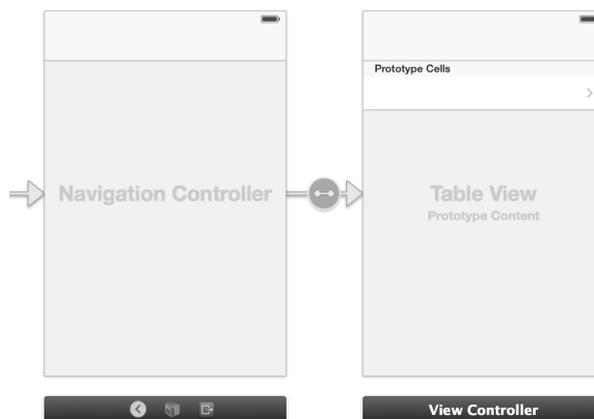 Prototype Cells
Navigation Controller
Table View
Prototype Content
View Controller